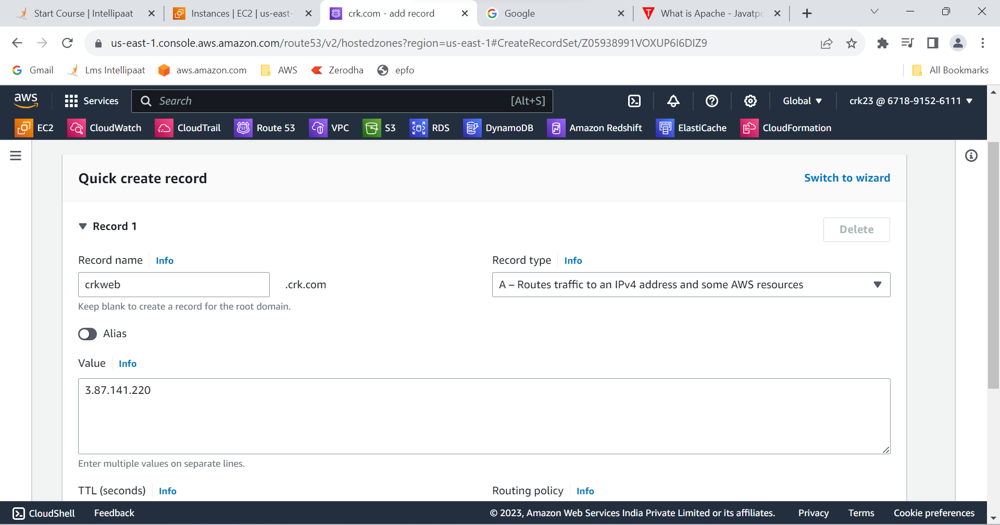 Start Course | Intellipaat
Instances | EC2 | us-east-
crk.com - add record
Google
What is Apache - Javatpo
us-east-1.console.aws.amazon.com/route53/v2/hostedzones?region=us-east-1#CreateRecordSet/Z05938991VOXUP6I6DIZ9
Gmail
Lms Intellipaat
aws.amazon.com
AWS
Zerodha
epfo
All Bookmarks
aws
Services
Search
[Alt+S]
Global
crk23 @ 6718-9152-6111
EC2
CloudWatch
CloudTrail
Route 53
VPC
S3
RDS
DynamoDB
Amazon Redshift
ElastiCache
CloudFormation
Quick create record
Switch to wizard
Record 1
Delete
Record name Info
Record type Info
crkweb
.crk.com
A – Routes traffic to an IPv4 address and some AWS resources
Keep blank to create a record for the root domain.
Alias
Value Info
3.87.141.220
Enter multiple values on separate lines.
TTL (seconds) Info
Routing policy Info
CloudShell
Feedback
© 2023, Amazon Web Services India Private Limited or its affiliates.
Privacy
Terms
Cookie preferences